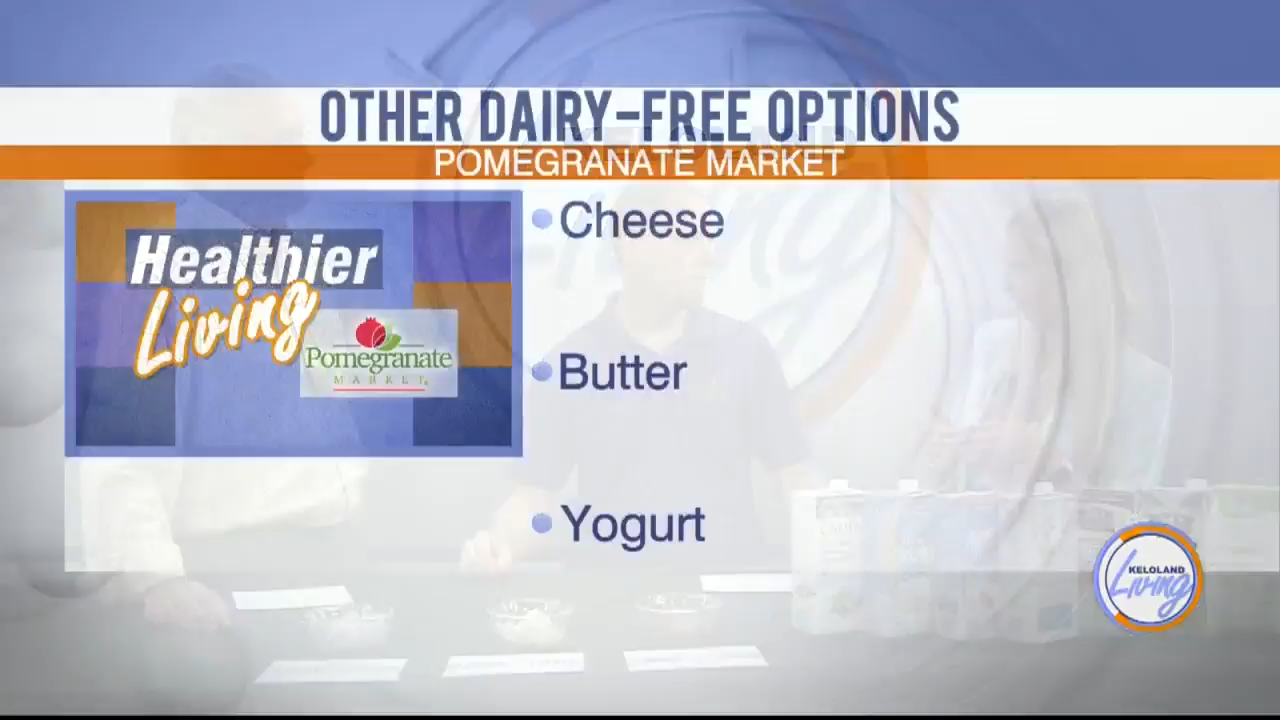 OTHER DAIRY-FREE OPTIONS
POMEGRANATE MARKET
Healthier
Living
Pomegranate
MARKET
• Cheese
• Butter
• Yogurt
KELOLAND
Living